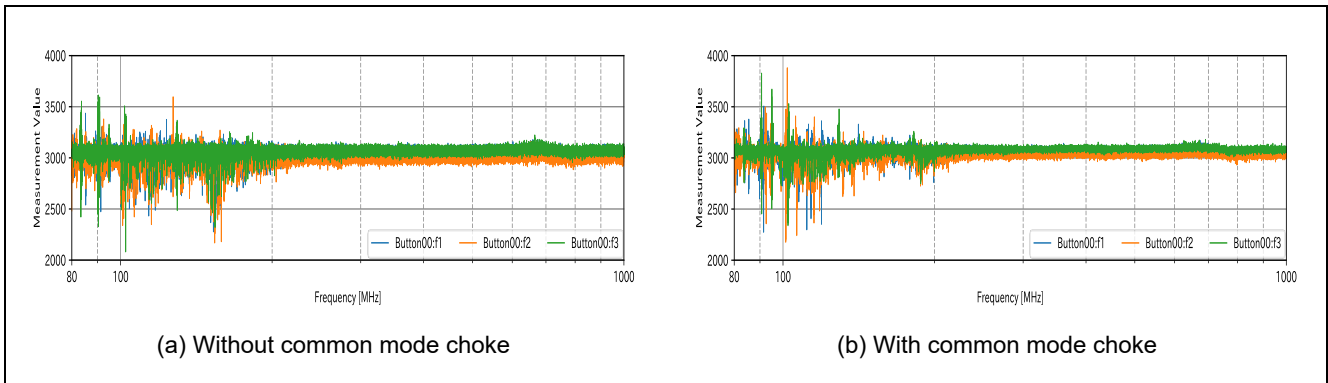 4000
3500
3000
2500
2000
Measurement Value
80
100
1000
Frequency [MHz]
Button00:f1
Button00:f2
Button00:f3
(a) Without common mode choke
4000
3500
3000
2500
2000
Measurement Value
80
100
1000
Frequency [MHz]
Button00:f1
Button00:f2
Button00:f3
(b) With common mode choke